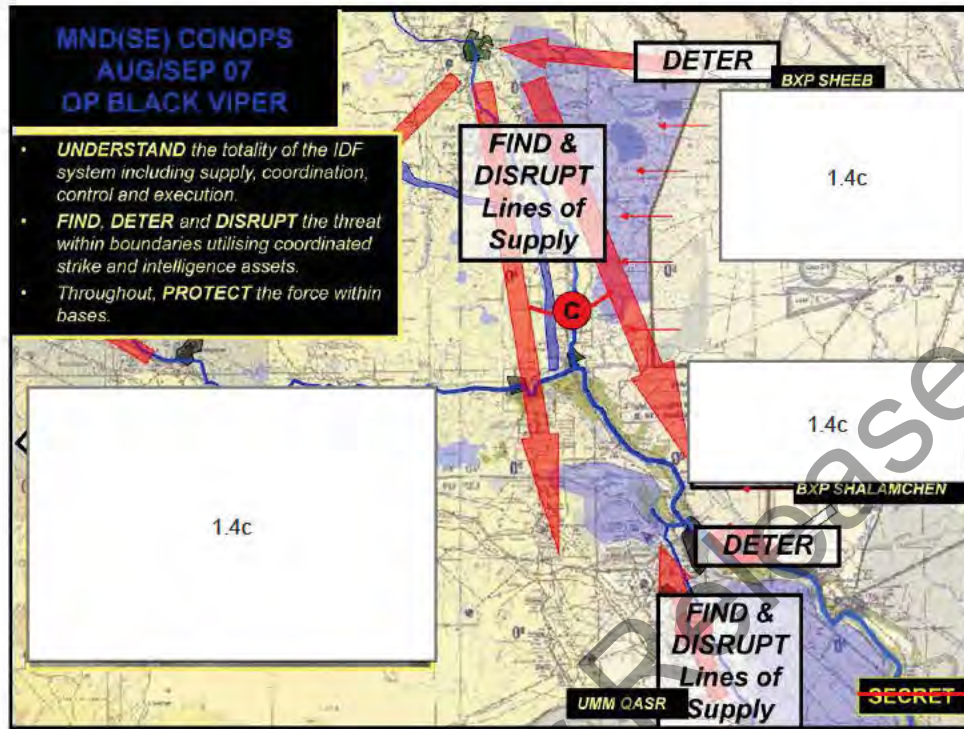 MND(SE) CONOPS
AUG/SEP 07
OP BLACK VIPER
• UNDERSTAND the totality of the IDF
system including supply, coordination,
control and execution.
• FIND, DETER and DISRUPT the threat
within boundaries utilising coordinated
strike and intelligence assets.
• Throughout, PROTECT the force within
bases.
DETER
BXP SHEEB
1.4c
FIND &
DISRUPT
Lines of
Supply
C
1.4c
BXP SHALAMCHEN
1.4c
DETER
FIND &
DISRUPT
Lines of
Supply
UMM QASR
SECRET
Release